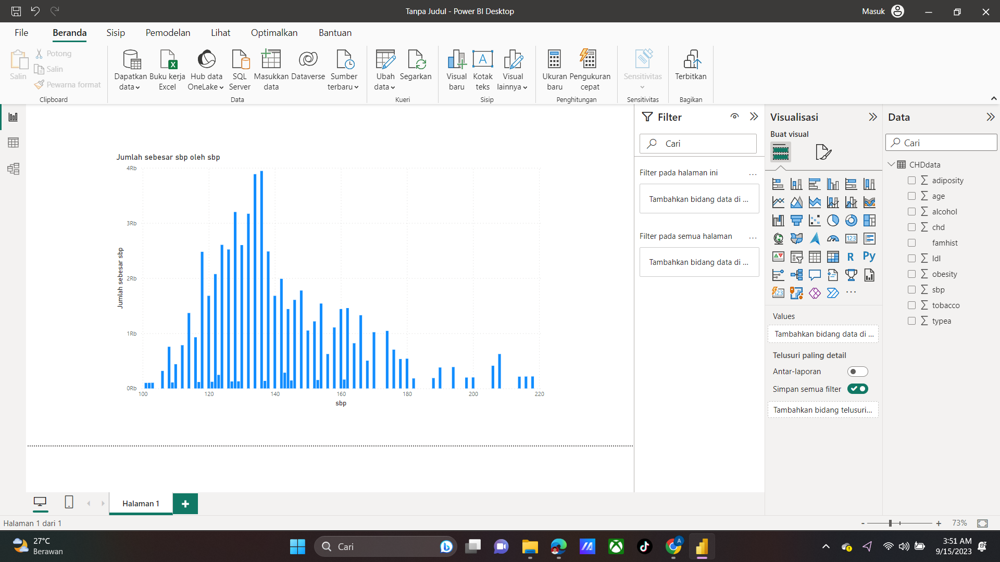 Tanpa Judul - Power BI Desktop
Masuk
File
Beranda
Sisip
Pemodelan
Lihat
Optimalkan
Bantuan
Salin
Potong
Salin
Pewarna format
Clipboard
Dapatkan data
Buku kerja Excel
Hub data OneLake
SQL Server
Masukkan data
Dataverse
Sumber terbaru
Data
Ubah data
Segarkan
Kueri
Visual baru
Kotak teks
Visual lainnya
Sisip
Ukuran baru
Pengukuran cepat
Penghitungan
Sensitivitas
Sensitivitas
Terbitkan
Bagikan
Jumlah sebesar sbp oleh sbp
Jumlah sebesar sbp
4Rb
3Rb
2Rb
1Rb
0Rb
100 120 140 160 180 200 220
sbp
Filter
Cari
Filter pada halaman ini ...
Tambahkan bidang data di ...
Filter pada semua halaman ...
Tambahkan bidang data di ...
Visualisasi
Buat visual
123
R
Py
123
...
Values
Tambahkan bidang data di ...
Telusuri paling detail
Antar-laporan
Simpan semua filter
Tambahkan bidang telusuri...
Data
Cari
CHDdata
adiposity
age
alcohol
chd
famhist
ldl
obesity
sbp
tobacco
typea
Halaman 1
Halaman 1 dari 1
- + 73%
27°C
Berawan
Cari
A
3:51 AM
9/15/2023